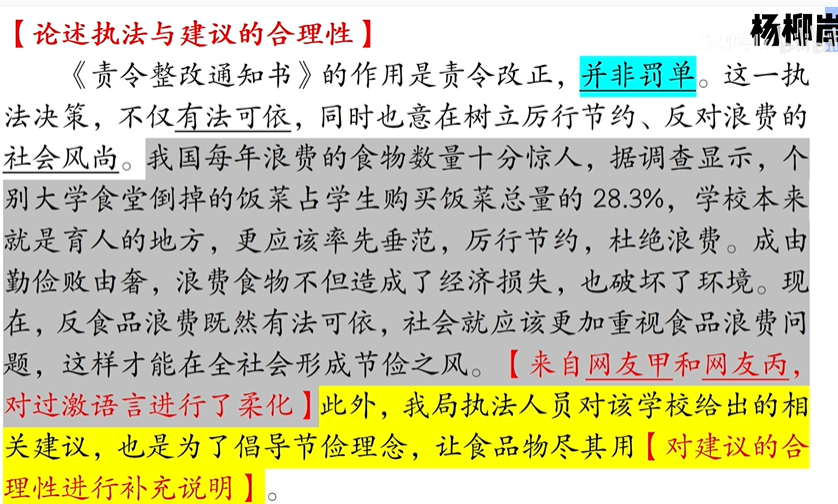 杨柳岸
【论述执法与建议的合理性】
《责令整改通知书》的作用是责令改正，并非罚单。这一执
法决策，不仅有法可依，同时也意在树立厉行节约、反对浪费的
社会风尚。我国每年浪费的食物数量十分惊人，据调查显示，个
别大学食堂倒掉的饭菜占学生购买饭菜总量的 28.3%，学校本来
就是育人的地方，更应该率先垂范，厉行节约，杜绝浪费。成由
勤俭败由奢，浪费食物不但造成了经济损失，也破坏了环境。现
在，反食品浪费既然有法可依，社会就应该更加重视食品浪费问
题，这样才能在全社会形成节俭之风。【来自网友甲和网友丙，
对过激语言进行了柔化】此外，我局执法人员对该学校给出的相
关建议，也是为了倡导节俭理念，让食品物尽其用【对建议的合
理性进行补充说明】。